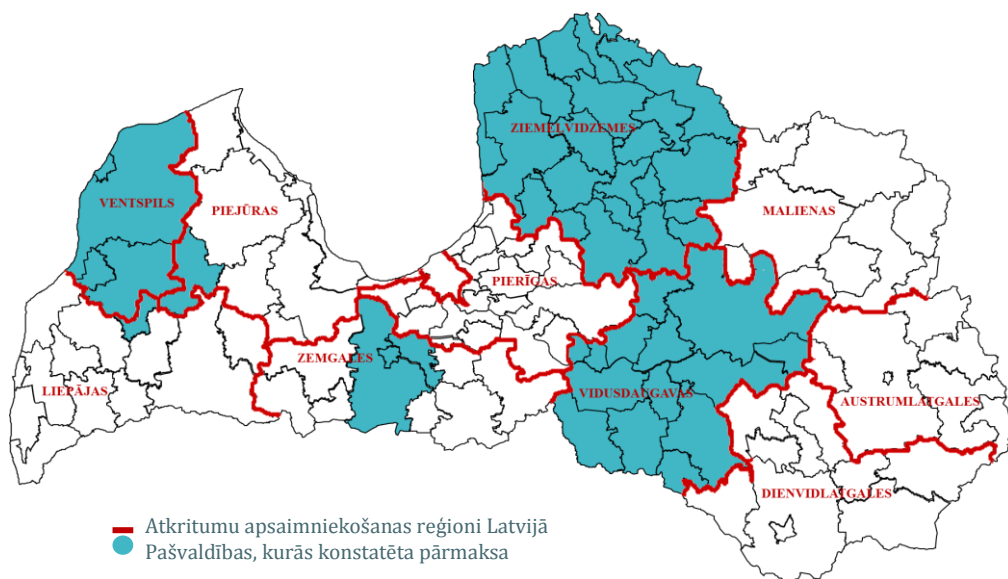 ZIEMEĻVIDZEMES
VENTSPILS
PIEJŪRAS
MALIENAS
PIERĪGAS
ZEMGALES
LIEPĀJAS
VIDUSDAUGAVAS
AUSTRUMLATGALES
DIENVIDLATGALES
Atkritumu apsaimniekošanas reģioni Latvijā
Pašvaldības, kurās konstatēta pārmaksa